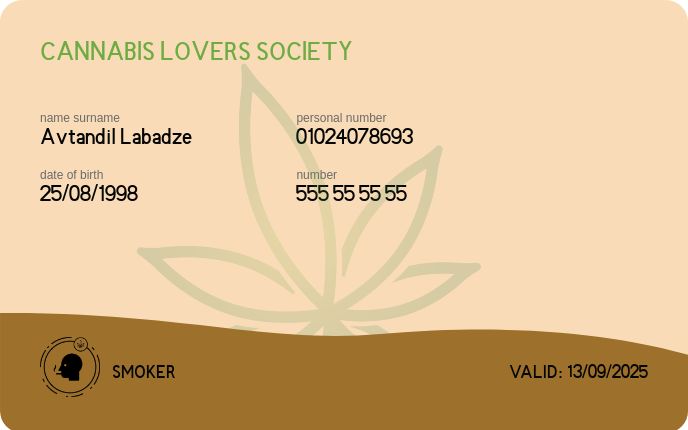 CANNABIS LOVERS SOCIETY
name surname
Avtandil Labadze
personal number
01024078693
date of birth
25/08/1998
number
555 55 55 55
SMOKER
VALID: 13/09/2025